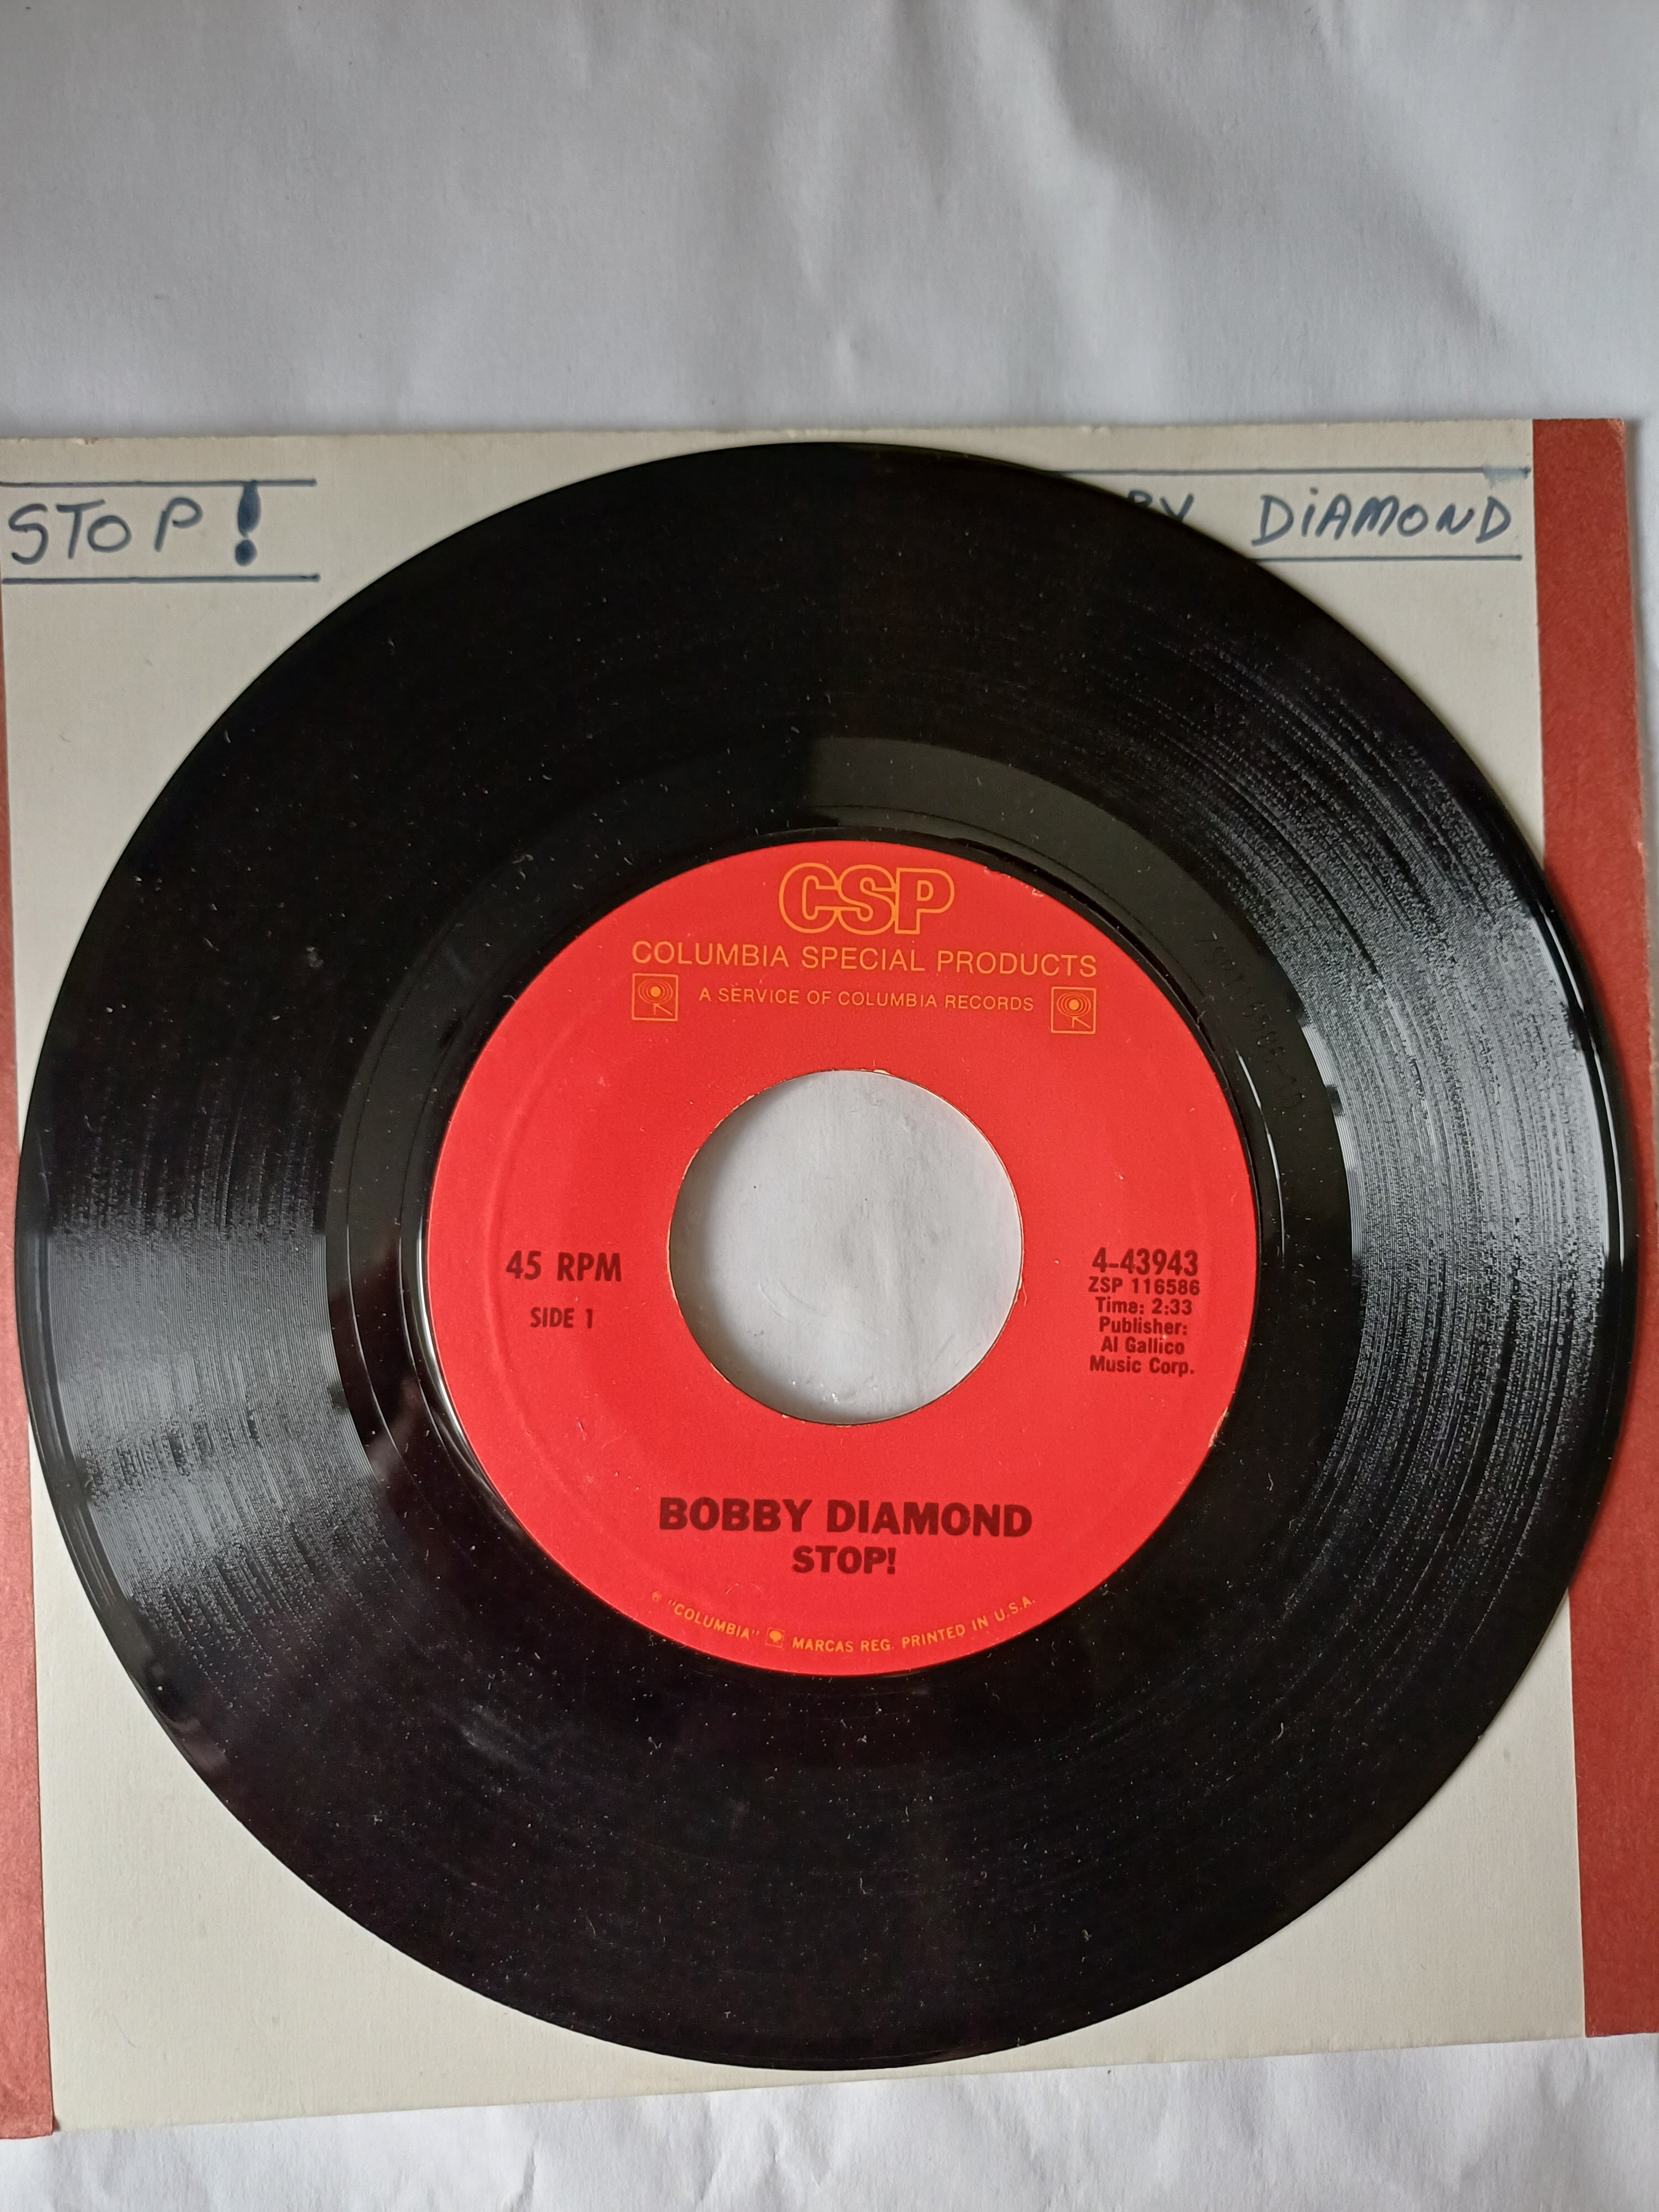 STOP!
BY DIAMOND
CSP
COLUMBIA SPECIAL PRODUCTS
A SERVICE OF COLUMBIA RECORDS
45 RPM
SIDE 1
4-43943
ZSP 116586
Time: 2:33
Publisher:
Al Gallico
Music Corp.
BOBBY DIAMOND
STOP!
® "COLUMBIA" MARCAS REG. PRINTED IN U.S.A.